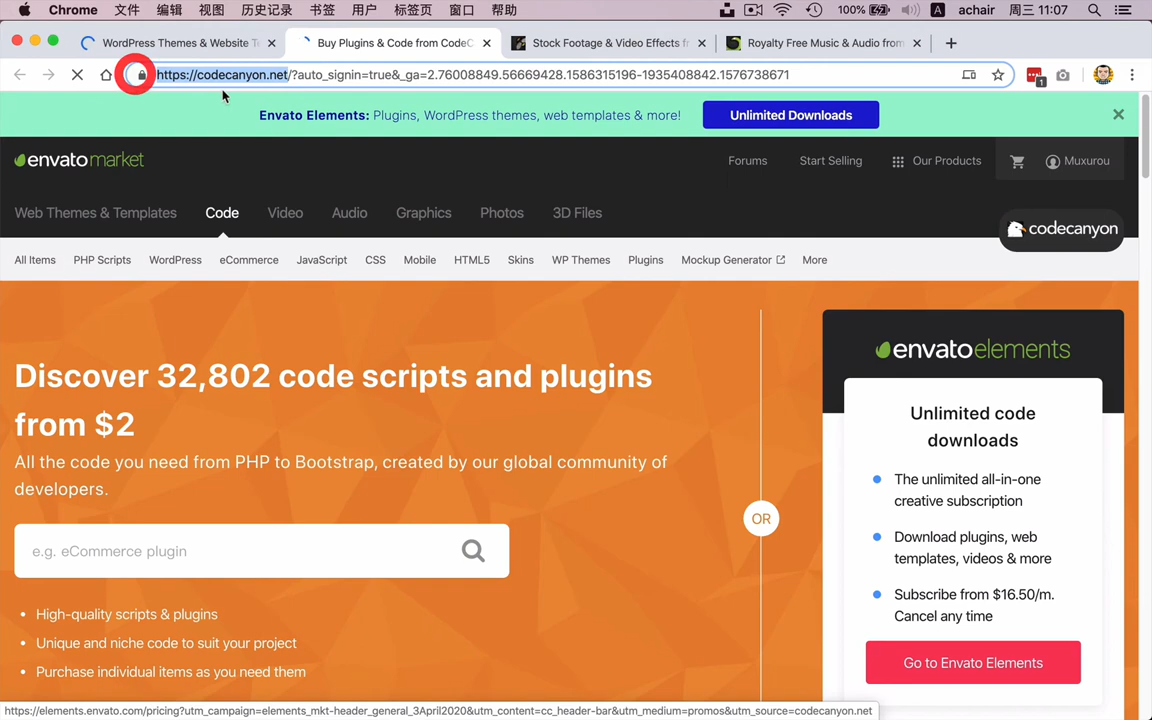 Chrome 文件 编辑 视图 历史记录 书签 用户 标签页 窗口 帮助 100% A achair 周三 11:07
WordPress Themes & Website T Buy Plugins & Code from CodeC Stock Footage & Video Effects fr Royalty Free Music & Audio from
https://codecanyon.net/?auto_signin=true&_ga=2.76008849.56669428.1586315196-1935408842.1576738671 1
Envato Elements: Plugins, WordPress themes, web templates & more! Unlimited Downloads
envatomarket Forums Start Selling Our Products Muxurou
Web Themes & Templates Code Video Audio Graphics Photos 3D Files
codecanyon
All Items PHP Scripts WordPress eCommerce JavaScript CSS Mobile HTML5 Skins WP Themes Plugins Mockup Generator More
Discover 32,802 code scripts and plugins
from $2
All the code you need from PHP to Bootstrap, created by our global community of
developers.
e.g. eCommerce plugin
High-quality scripts & plugins
Unique and niche code to suit your project
Purchase individual items as you need them
OR
envatoelements
Unlimited code
downloads
The unlimited all-in-one
creative subscription
Download plugins, web
templates, videos & more
Subscribe from $16.50/m.
Cancel any time
Go to Envato Elements
https://elements.envato.com/pricing?utm_campaign=elements_mkt-header_general_3April2020&utm_content=cc_header-bar&utm_medium=promos&utm_source=codecanyon.net